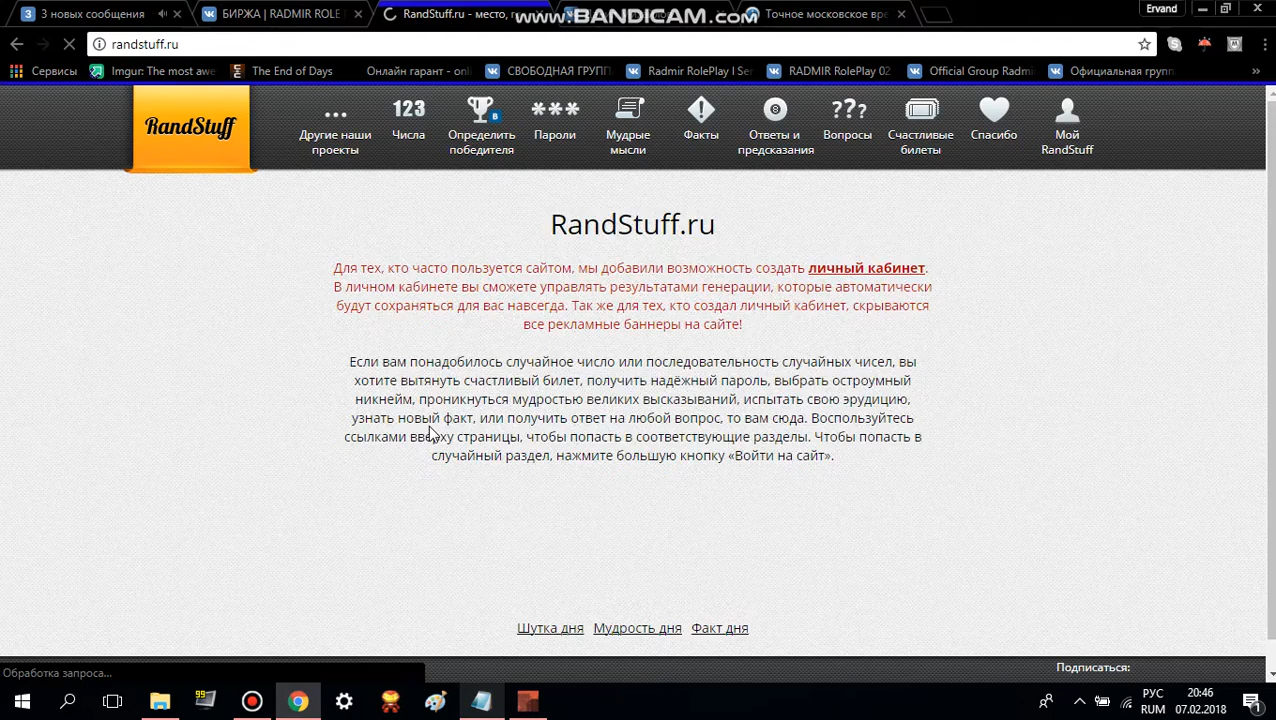 3 новых сообщения
БИРЖА | RADMIR ROLE
RandStuff.ru - место, г
Точное московское вре
www.BANDICAM.com
Ervand
randstuff.ru
Сервисы
Imgur: The most awe
The End of Days
Онлайн гарант - onl
СВОБОДНАЯ ГРУПП
Radmir RolePlay I Ser
RADMIR RolePlay 02
Official Group Radmi
Официальная групп
RandStuff
Другие наши
проекты
123
Числа
Определить
победителя
***
Пароли
Мудрые
мысли
Факты
Ответы и
предсказания
???
Вопросы
Счастливые
билеты
Спасибо
Мой
RandStuff
RandStuff.ru
Для тех, кто часто пользуется сайтом, мы добавили возможность создать личный кабинет.
В личном кабинете вы сможете управлять результатами генерации, которые автоматически
будут сохраняться для вас навсегда. Так же для тех, кто создал личный кабинет, скрываются
все рекламные баннеры на сайте!
Если вам понадобилось случайное число или последовательность случайных чисел, вы
хотите вытянуть счастливый билет, получить надёжный пароль, выбрать остроумный
никнейм, проникнуться мудростью великих высказываний, испытать свою эрудицию,
узнать новый факт, или получить ответ на любой вопрос, то вам сюда. Воспользуйтесь
ссылками вверху страницы, чтобы попасть в соответствующие разделы. Чтобы попасть в
случайный раздел, нажмите большую кнопку «Войти на сайт».
Шутка дня Мудрость дня Факт дня
Подписаться:
Обработка запроса...
99
РУС
RUM
20:46
07.02.2018
1